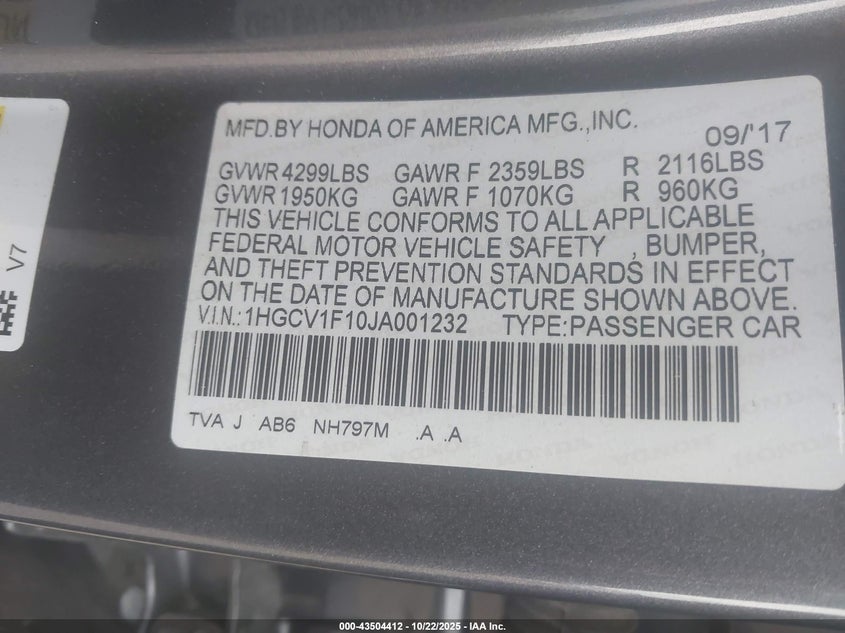 MFD.BY HONDA OF AMERICA MFG.,INC. 09/'17
GVWR 4299LBS GAWR F 2359LBS R 2116LBS
GVWR 1950KG GAWR F 1070KG R 960KG
THIS VEHICLE CONFORMS TO ALL APPLICABLE
FEDERAL MOTOR VEHICLE SAFETY , BUMPER,
AND THEFT PREVENTION STANDARDS IN EFFECT
ON THE DATE OF MANUFACTURE SHOWN ABOVE.
V.I.N.:1HGCV1F10JA001232 TYPE:PASSENGER CAR
TVA J AB6 NH797M .A .A
V7
000-43504412 - 10/22/2025 - IAA Inc.